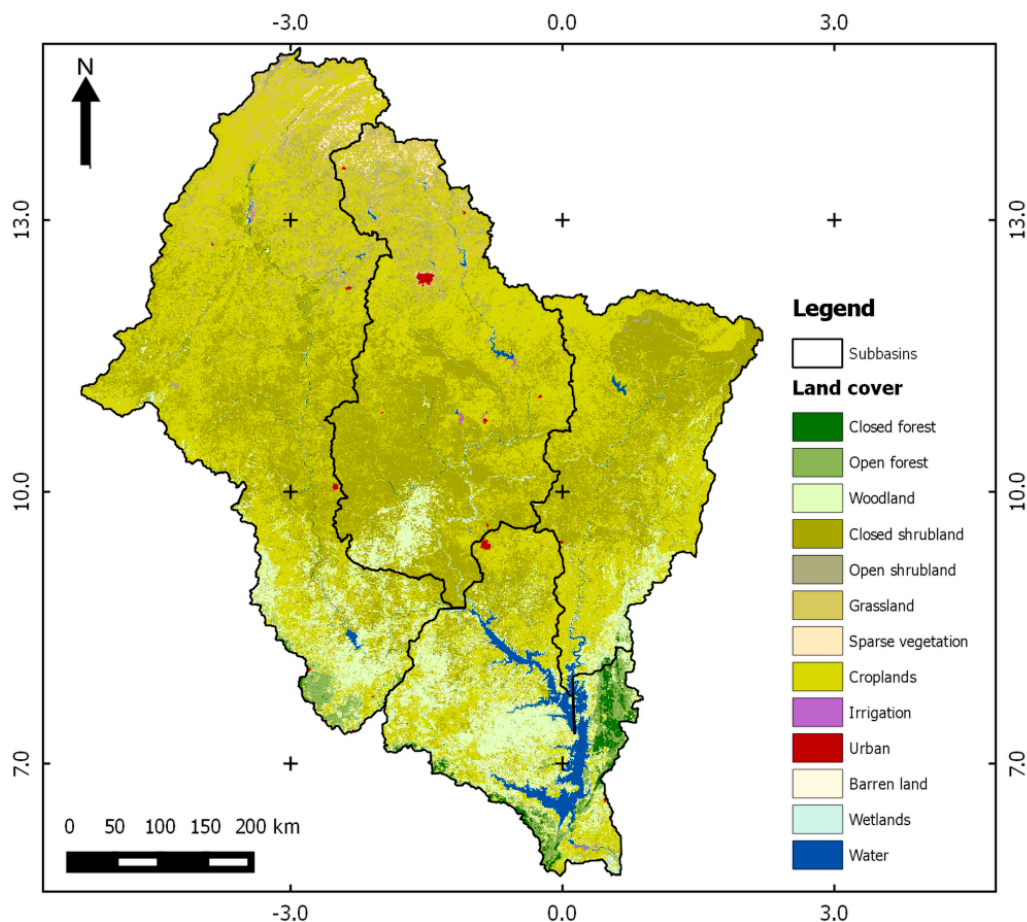 -3.0 0.0 3.0
N
13.0 13.0
10.0 10.0
7.0 7.0
Legend
Subbasins
Land cover
Closed forest
Open forest
Woodland
Closed shrubland
Open shrubland
Grassland
Sparse vegetation
Croplands
Irrigation
Urban
Barren land
Wetlands
Water
0 50 100 150 200 km
-3.0 0.0 3.0